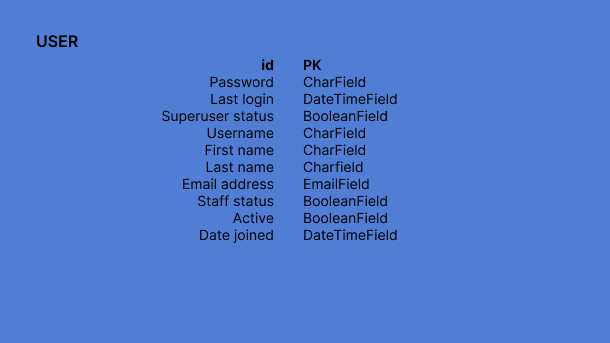 USER
id PK
Password CharField
Last login DateTimeField
Superuser status BooleanField
Username CharField
First name CharField
Last name Charfield
Email address EmailField
Staff status BooleanField
Active BooleanField
Date joined DateTimeField